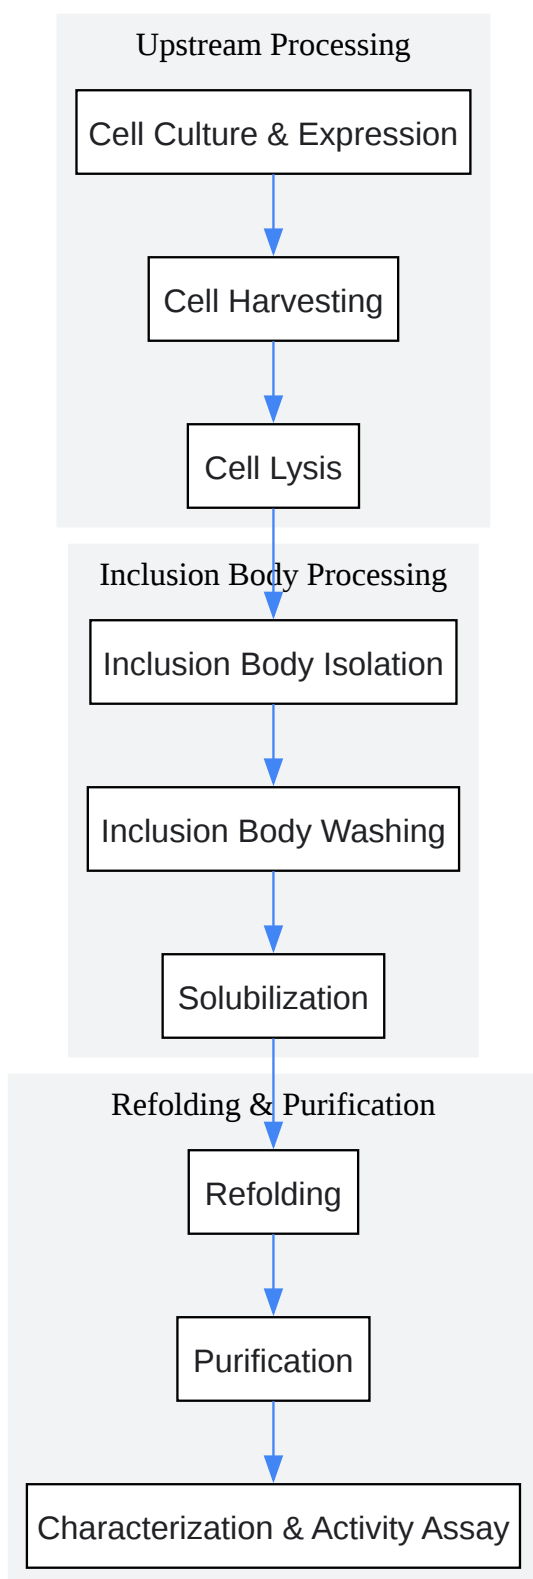 Upstream Processing
Cell Culture & Expression
Cell Harvesting
Cell Lysis
Inclusion Body Processing
Inclusion Body Isolation
Inclusion Body Washing
Solubilization
Refolding & Purification
Refolding
Purification
Characterization & Activity Assay